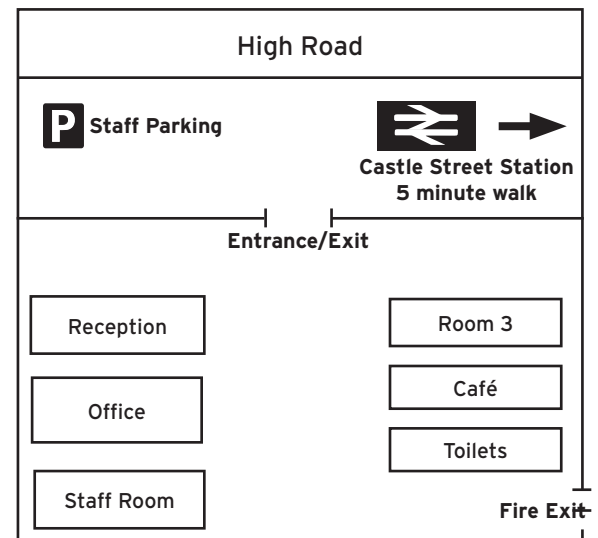 High Road
P Staff Parking
Castle Street Station
5 minute walk
Entrance/Exit
Reception
Room 3
Office
Café
Toilets
Staff Room
Fire Exit